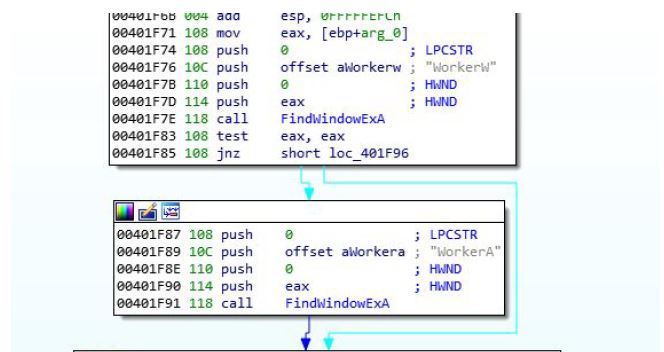 00401F6B 004 add esp, 0FFFFFEFCh
00401F71 108 mov eax, [ebp+arg_0]
00401F74 108 push 0 ; LPCSTR
00401F76 10C push offset aWorkerw ; "WorkerW"
00401F7B 110 push 0 ; HWND
00401F7D 114 push eax ; HWND
00401F7E 118 call FindWindowExA
00401F83 108 test eax, eax
00401F85 108 jnz short loc_401F96
00401F87 108 push 0 ; LPCSTR
00401F89 10C push offset aWorkera ; "WorkerA"
00401F8E 110 push 0 ; HWND
00401F90 114 push eax ; HWND
00401F91 118 call FindWindowExA